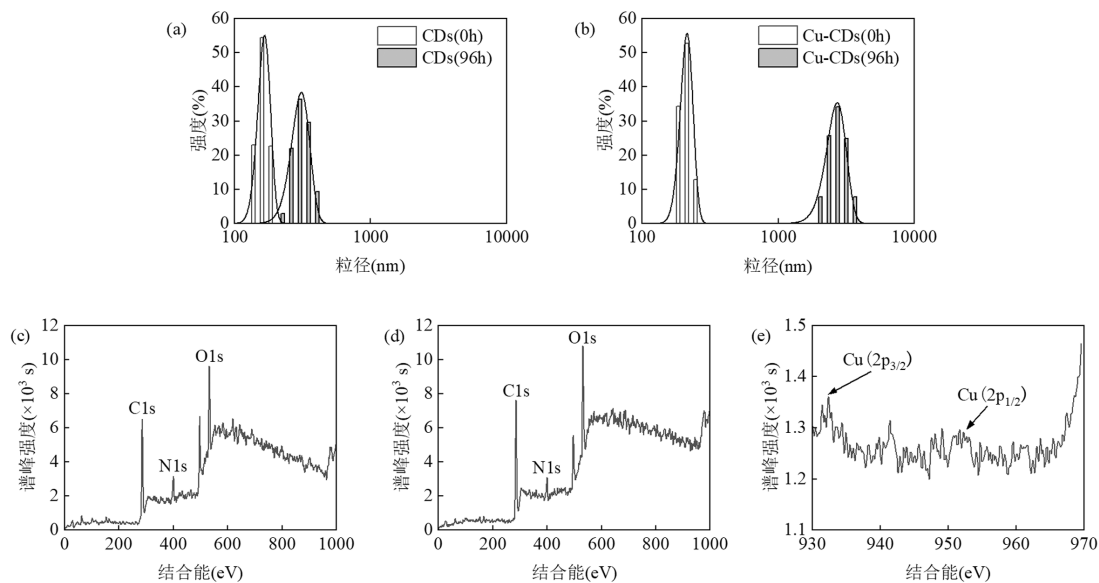 (a)
60
50
40
30
20
10
0
强度(%)
CDs(0h)
CDs(96h)
100
1000
10000
粒径(nm)
(b)
60
50
40
30
20
10
0
强度(%)
Cu-CDs(0h)
Cu-CDs(96h)
100
1000
10000
粒径(nm)
(c)
12
10
8
6
4
2
0
谱峰强度(×10³ s)
C1s
N1s
O1s
0
200
400
600
800
1000
结合能(eV)
(d)
12
10
8
6
4
2
0
谱峰强度(×10³ s)
C1s
N1s
O1s
0
200
400
600
800
1000
结合能(eV)
(e)
1.5
1.4
1.3
1.2
1.1
谱峰强度(×10³ s)
Cu (2p3/2)
Cu (2p1/2)
930
940
950
960
970
结合能(eV)